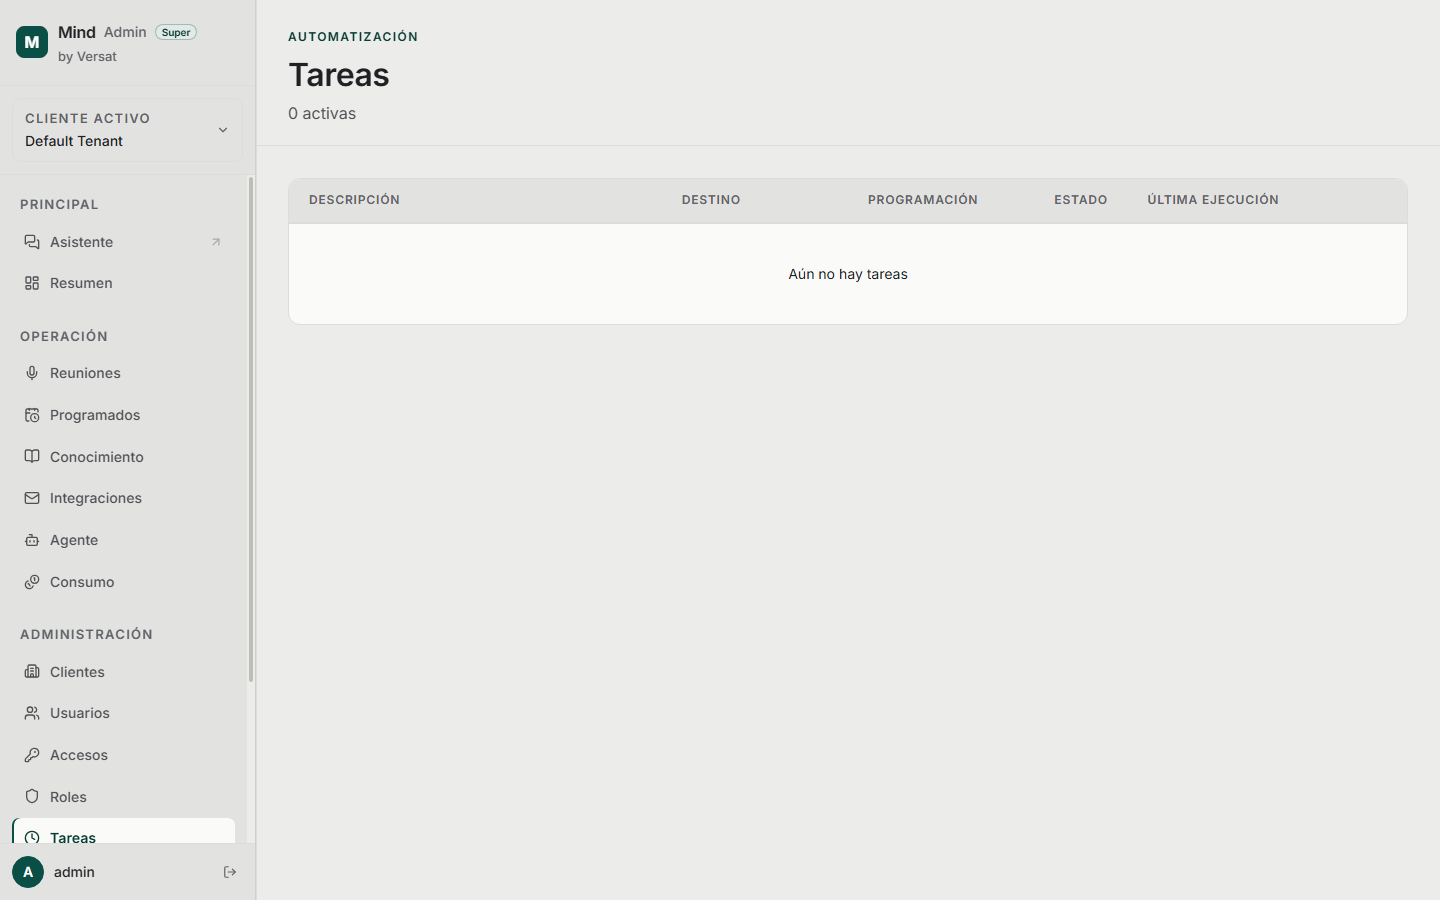 M
Mind Admin Super
by Versat
CLIENTE ACTIVO
Default Tenant
PRINCIPAL
Asistente
Resumen
OPERACIÓN
Reuniones
Programados
Conocimiento
Integraciones
Agente
Consumo
ADMINISTRACIÓN
Clientes
Usuarios
Accesos
Roles
Tareas
A admin
AUTOMATIZACIÓN
Tareas
0 activas
DESCRIPCIÓN DESTINO PROGRAMACIÓN ESTADO ÚLTIMA EJECUCIÓN
Aún no hay tareas